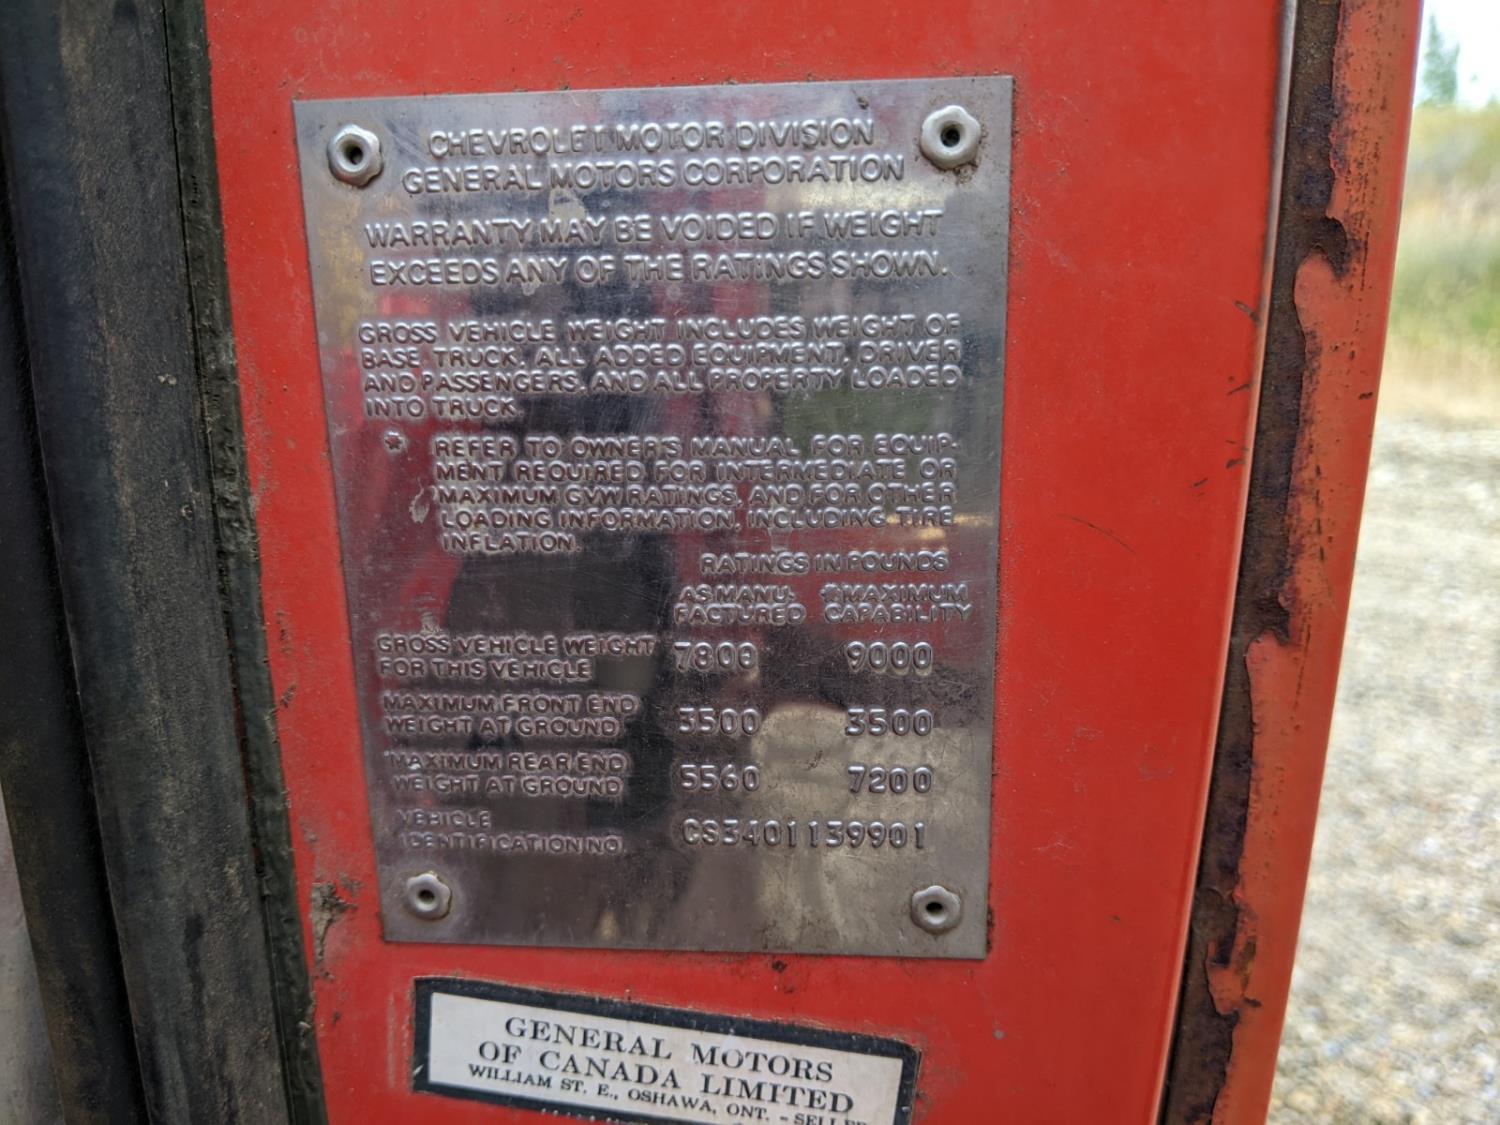 CHEVROLET MOTOR DIVISION
GENERAL MOTORS CORPORATION
WARRANTY MAY BE VOIDED IF WEIGHT
EXCEEDS ANY OF THE RATINGS SHOWN.
GROSS VEHICLE WEIGHT INCLUDES WEIGHT OF
BASE TRUCK, ALL ADDED EQUIPMENT, DRIVER
AND PASSENGERS, AND ALL PROPERTY LOADED
INTO TRUCK.
* REFER TO OWNER'S MANUAL FOR EQUIP-
MENT REQUIRED FOR INTERMEDIATE OR
MAXIMUM GVW RATINGS, AND FOR OTHER
LOADING INFORMATION, INCLUDING TIRE
INFLATION.
RATINGS IN POUNDS
AS MANU- *MAXIMUM
FACTURED CAPABILITY
GROSS VEHICLE WEIGHT 7800 9000
FOR THIS VEHICLE
MAXIMUM FRONT END 3500 3500
WEIGHT AT GROUND
MAXIMUM REAR END 5560 7200
WEIGHT AT GROUND
VEHICLE CS3401139901
IDENTIFICATION NO.
GENERAL MOTORS
OF CANADA LIMITED
WILLIAM ST. E., OSHAWA, ONT. - SELLER